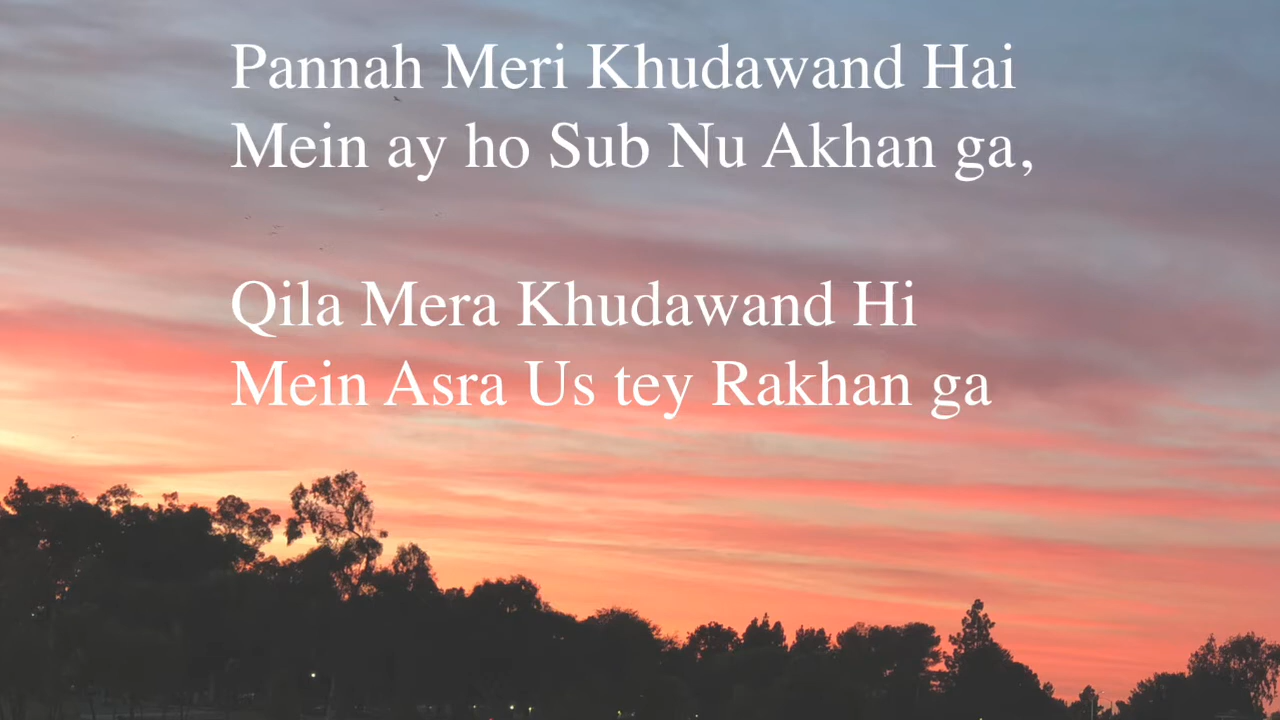 Pannah Meri Khudawand Hai
Mein ay ho Sub Nu Akhan ga,
Qila Mera Khudawand Hi
Mein Asra Us tey Rakhan ga